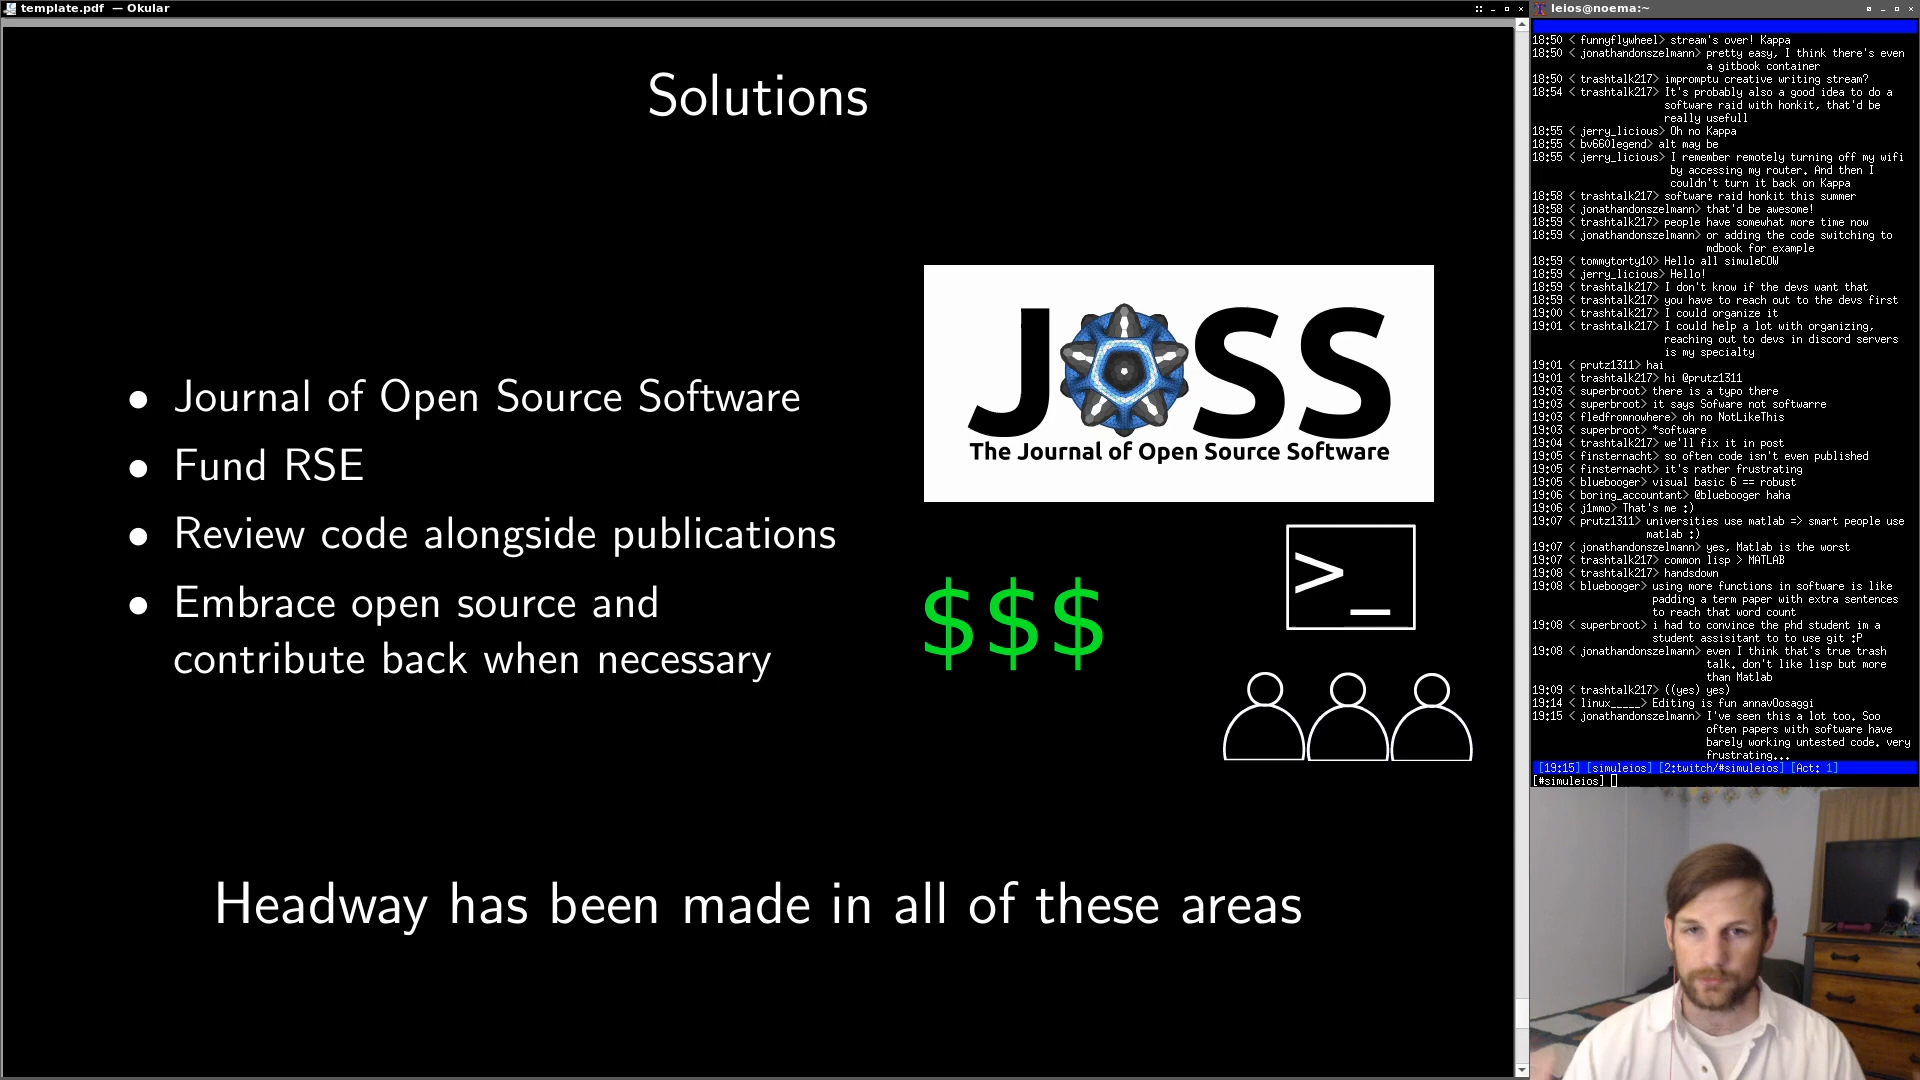 template.pdf — Okular
Solutions
• Journal of Open Source Software
• Fund RSE
• Review code alongside publications
• Embrace open source and
contribute back when necessary
JOSS
The Journal of Open Source Software
>_
$$$
Headway has been made in all of these areas
leios@noema:~
18:50 < funnyflywheel> stream's over! Kappa
18:50 < jonathandonszelmann> pretty easy, I think there's even
a gitbook container
18:50 < trashtalk217> impromptu creative writing stream?
18:54 < trashtalk217> It's probably also a good idea to do a
software raid with honkit, that'd be
really usefull
18:55 < jerry_licious> Oh no Kappa
18:55 < bv660legend> alt may be
18:55 < jerry_licious> I remember remotely turning off my wifi
by accessing my router. And then I
couldn't turn it back on Kappa
18:58 < trashtalk217> software raid honkit this summer
18:58 < jonathandonszelmann> that'd be awesome!
18:59 < trashtalk217> people have somewhat more time now
18:59 < jonathandonszelmann> or adding the code switching to
mdbook for example
18:59 < tommytorty10> Hello all simuleCOW
18:59 < jerry_licious> Hello!
18:59 < trashtalk217> I don't know if the devs want that
18:59 < trashtalk217> you have to reach out to the devs first
19:00 < trashtalk217> I could organize it
19:01 < trashtalk217> I could help a lot with organizing,
reaching out to devs in discord servers
is my specialty
19:01 < prutz1311> hai
19:01 < trashtalk217> hi @prutz1311
19:03 < superbroot> there is a typo there
19:03 < superbroot> it says Sofware not softwarre
19:03 < fledfromnowhere> oh no NotLikeThis
19:03 < superbroot> *software
19:04 < trashtalk217> we'll fix it in post
19:05 < finsternacht> so often code isn't even published
19:05 < finsternacht> it's rather frustrating
19:05 < bluebooger> visual basic 6 == robust
19:06 < boring_accountant> @bluebooger haha
19:06 < j1mmo> That's me :)
19:07 < prutz1311> universities use matlab => smart people use
matlab :)
19:07 < jonathandonszelmann> yes, Matlab is the worst
19:07 < trashtalk217> common lisp > MATLAB
19:08 < trashtalk217> handsdown
19:08 < bluebooger> using more functions in software is like
padding a term paper with extra sentences
to reach that word count
19:08 < superbroot> i had to convince the phd student im a
student assisitant to to use git :P
19:08 < jonathandonszelmann> even I think that's true trash
talk. don't like lisp but more
than Matlab
19:09 < trashtalk217> ((yes) yes)
19:14 < linux_____> Editing is fun annavOosaggi
19:15 < jonathandonszelmann> I've seen this a lot too. Soo
often papers with software have
barely working untested code. very
frustrating...
[19:15] [simuleios] [2:twitch/#simuleios] [Act: 1]
[#simuleios]